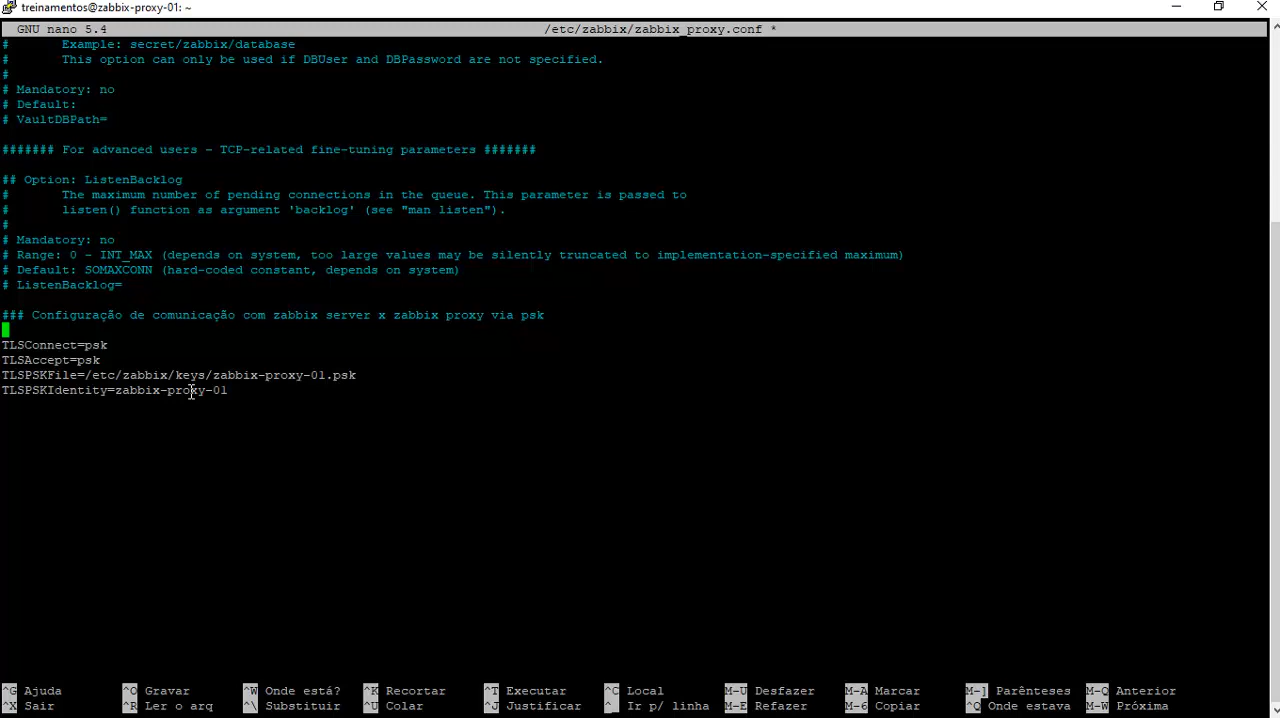 treinamentos@zabbix-proxy-01: ~
GNU nano 5.4 /etc/zabbix/zabbix_proxy.conf *
#       Example: secret/zabbix/database
#       This option can only be used if DBUser and DBPassword are not specified.
#
# Mandatory: no
# Default:
# VaultDBPath=
####### For advanced users - TCP-related fine-tuning parameters #######
## Option: ListenBacklog
#       The maximum number of pending connections in the queue. This parameter is passed to
#       listen() function as argument 'backlog' (see "man listen").
#
# Mandatory: no
# Range: 0 - INT_MAX (depends on system, too large values may be silently truncated to implementation-specified maximum)
# Default: SOMAXCONN (hard-coded constant, depends on system)
# ListenBacklog=
### Configuração de comunicação com zabbix server x zabbix proxy via psk
TLSConnect=psk
TLSAccept=psk
TLSPSKFile=/etc/zabbix/keys/zabbix-proxy-01.psk
TLSPSKIdentity=zabbix-proxy-01
^G Ajuda ^O Gravar ^W Onde está? ^K Recortar ^T Executar ^C Local M-U Desfazer M-A Marcar M-] Parênteses M-Q Anterior
^X Sair ^R Ler o arq ^\ Substituir ^U Colar ^J Justificar ^_ Ir p/ linha M-E Refazer M-6 Copiar ^Q Onde estava M-W Próxima